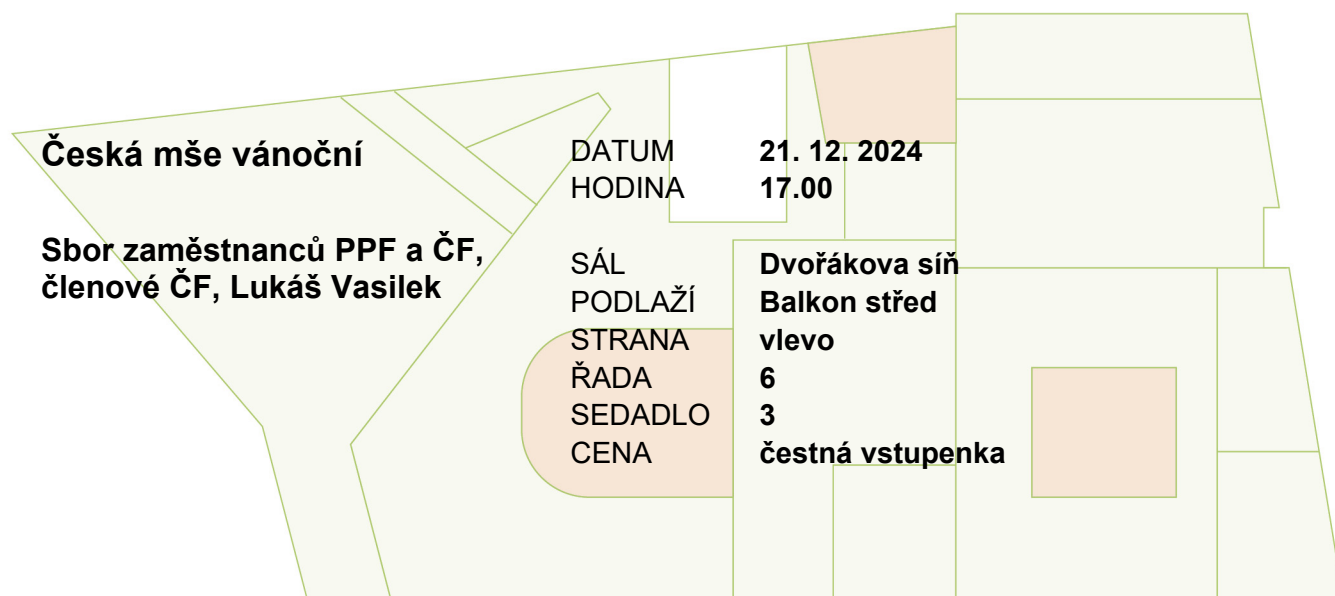 Česká mše vánoční
Sbor zaměstnanců PPF a ČF,
členové ČF, Lukáš Vasilek
DATUM 21. 12. 2024
HODINA 17.00
SÁL Dvořákova síň
PODLAŽÍ Balkon střed
STRANA vlevo
ŘADA 6
SEDADLO 3
CENA čestná vstupenka